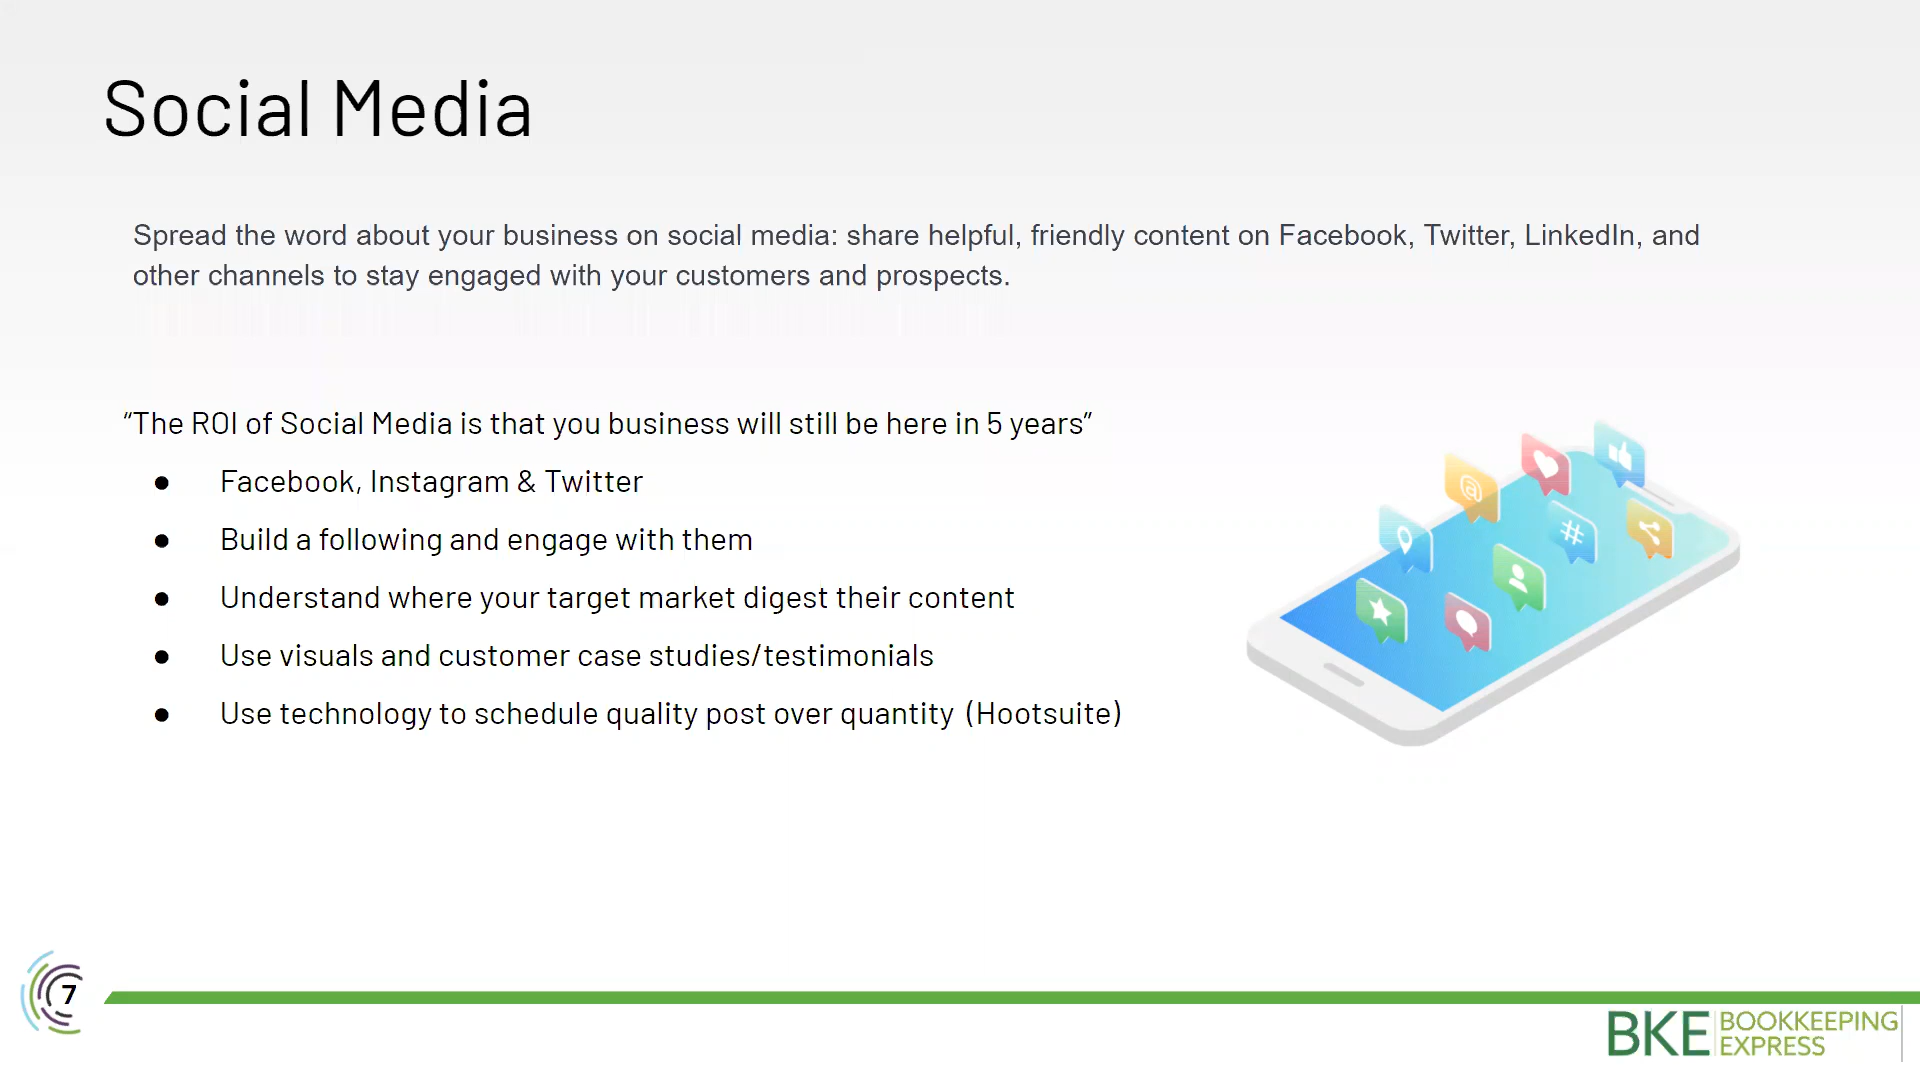 Social Media
Spread the word about your business on social media: share helpful, friendly content on Facebook, Twitter, LinkedIn, and
other channels to stay engaged with your customers and prospects.
“The ROI of Social Media is that you business will still be here in 5 years”
● Facebook, Instagram & Twitter
● Build a following and engage with them
● Understand where your target market digest their content
● Use visuals and customer case studies/testimonials
● Use technology to schedule quality post over quantity (Hootsuite)
@
#
7
BKE BOOKKEEPING
EXPRESS